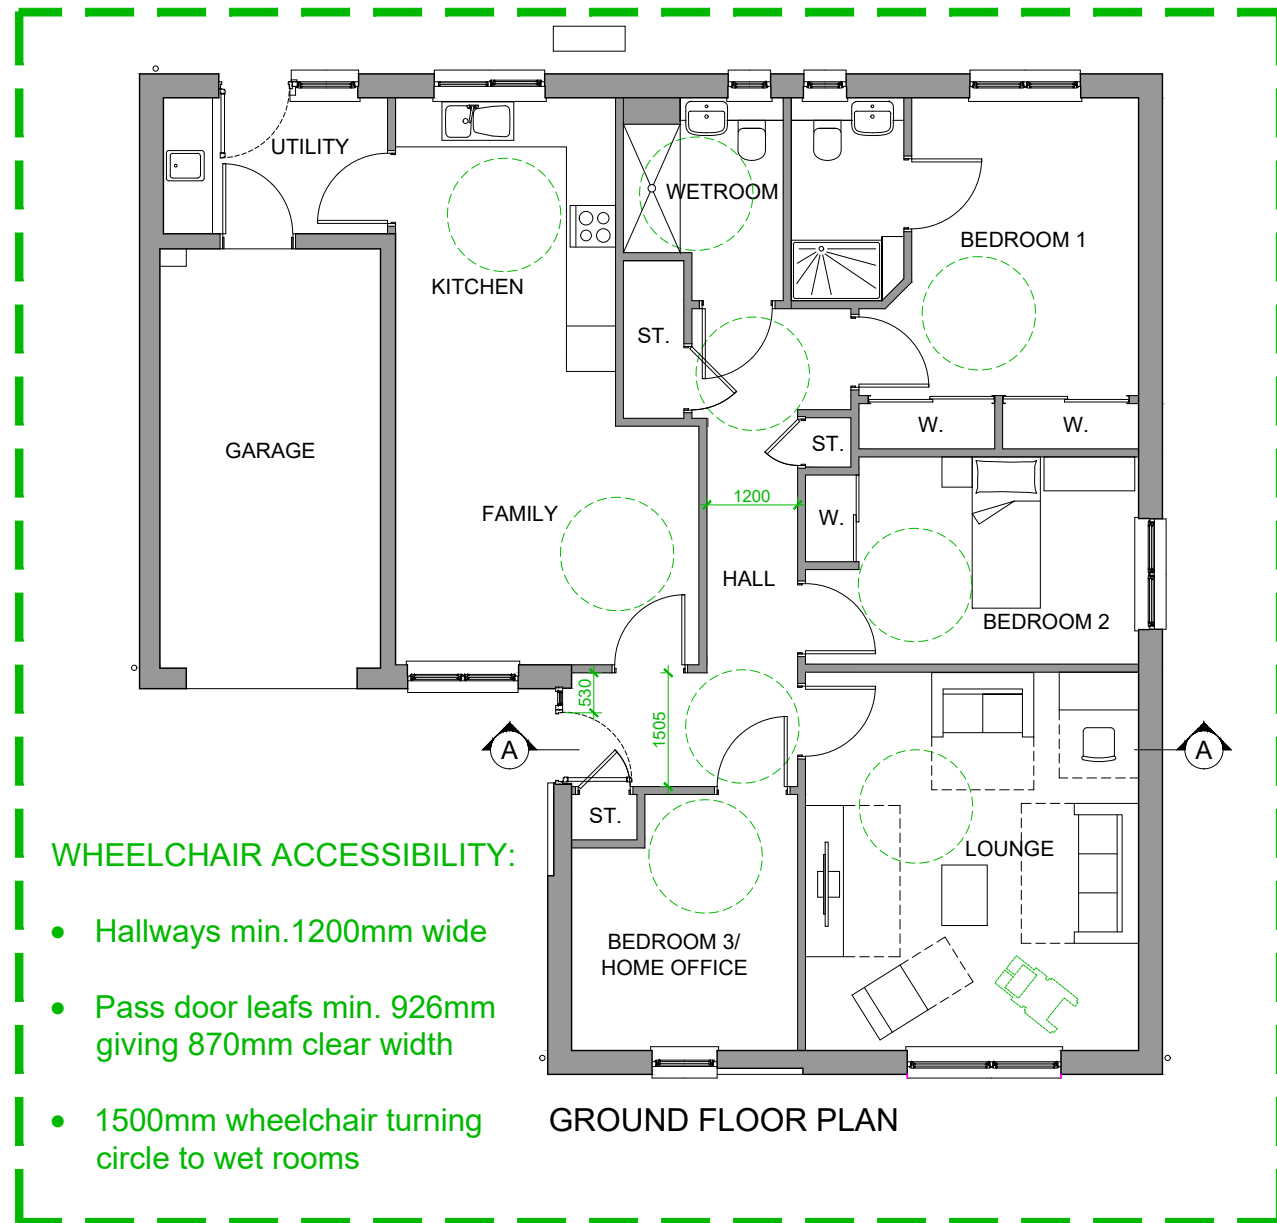 UTILITY
WETROOM
BEDROOM 1
KITCHEN
ST.
GARAGE
W.
W.
ST.
1200
FAMILY
W.
HALL
BEDROOM 2
530
1505
A
A
ST.
LOUNGE
WHEELCHAIR ACCESSIBILITY:
• Hallways min.1200mm wide
BEDROOM 3/
HOME OFFICE
• Pass door leafs min. 926mm
giving 870mm clear width
• 1500mm wheelchair turning
circle to wet rooms
GROUND FLOOR PLAN